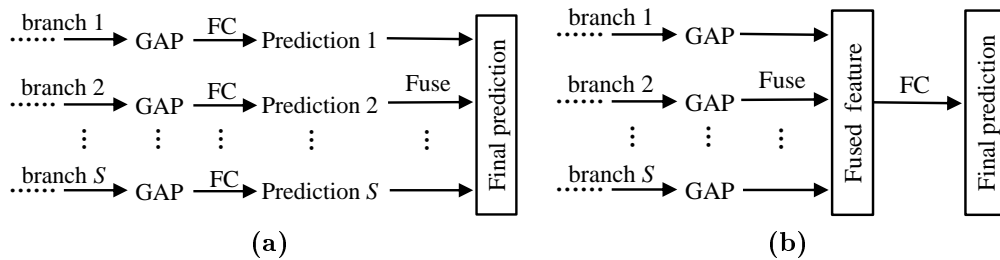 branch 1 GAP FC Prediction 1
branch 2 GAP FC Prediction 2 Fuse
branch S GAP FC Prediction S
Final prediction
(a)
branch 1 GAP
branch 2 GAP Fuse
branch S GAP
Fused feature
FC
Final prediction
(b)